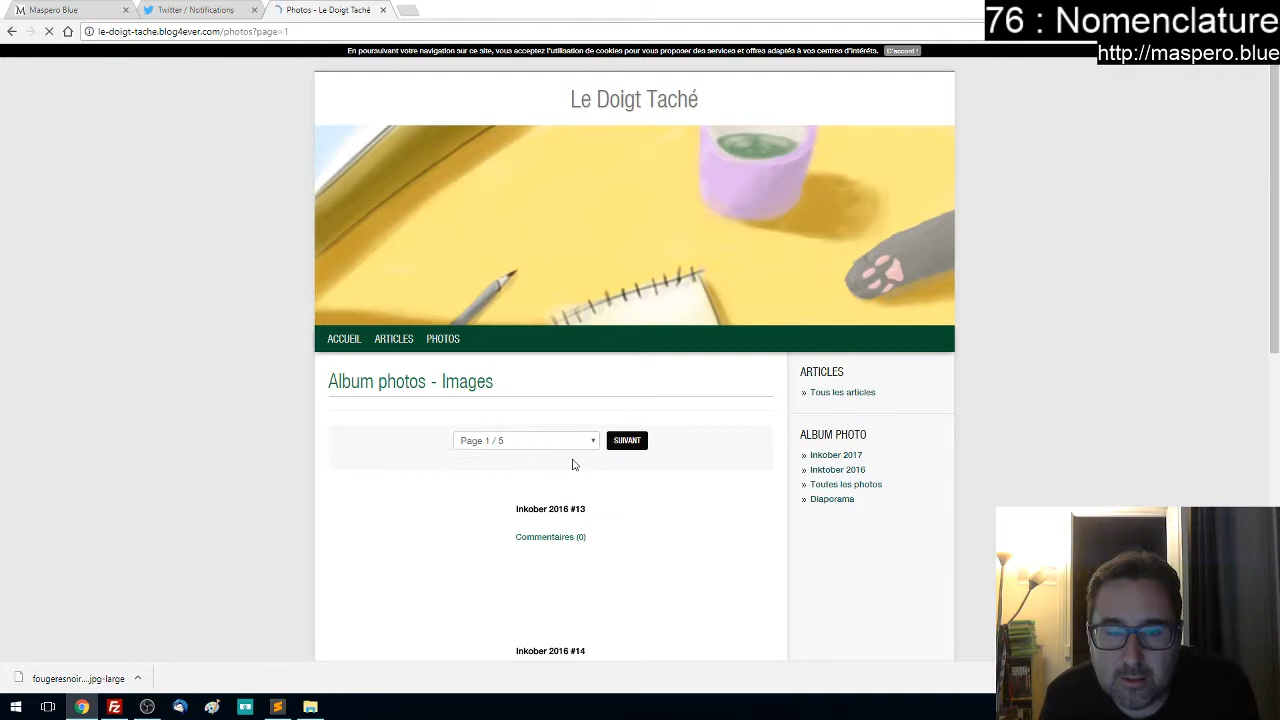 Maspero Blue
Twitter / Notifications
Photos - Le Doigt Taché
76 : Nomenclature
le-doigt-tache.blog4ever.com/photos?page=1
http://maspero.blue
En poursuivant votre navigation sur ce site, vous acceptez l'utilisation de cookies pour vous proposer des services et offres adaptés à vos centres d'intérêts. D'accord !
Le Doigt Taché
ACCUEIL ARTICLES PHOTOS
Album photos - Images
ARTICLES
» Tous les articles
Page 1 / 5
SUIVANT
ALBUM PHOTO
» Inkober 2017
» Inktober 2016
» Toutes les photos
» Diaporama
Inkober 2016 #13
Commentaires (0)
Inkober 2016 #14
fougeresnoir....jpg-large